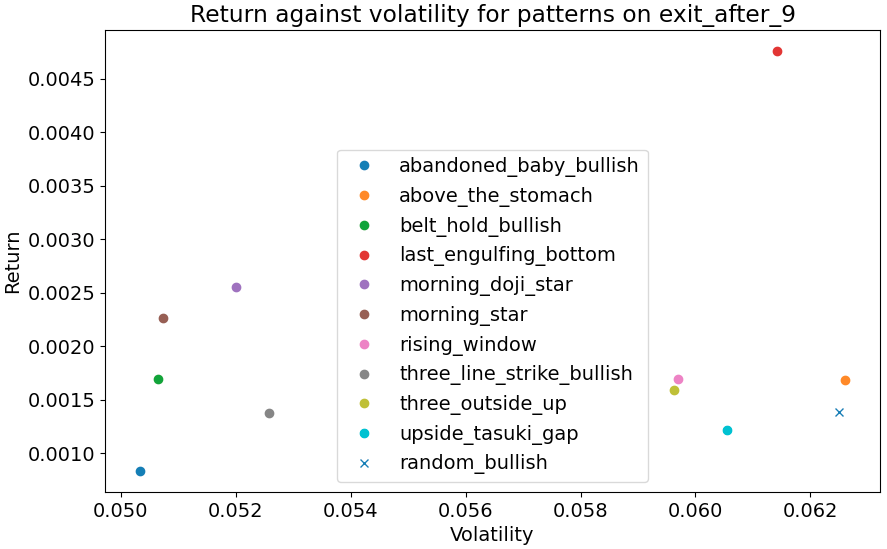 Return against volatility for patterns on exit_after_9
Return
0.0045
0.0040
0.0035
0.0030
0.0025
0.0020
0.0015
0.0010
abandoned_baby_bullish
above_the_stomach
belt_hold_bullish
last_engulfing_bottom
morning_doji_star
morning_star
rising_window
three_line_strike_bullish
three_outside_up
upside_tasuki_gap
random_bullish
0.050 0.052 0.054 0.056 0.058 0.060 0.062
Volatility